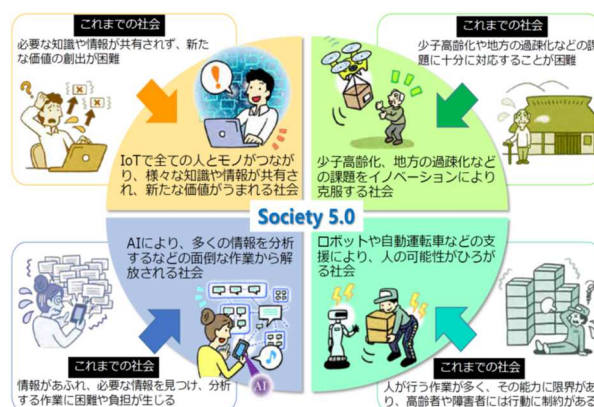 これまでの社会
必要な知識や情報が共有されず、新た
な価値の創出が困難
これまでの社会
少子高齢化や地方の過疎化などの課
題に十分に対応することが困難
IoTで全ての人とモノがつなが
り、様々な知識や情報が共有さ
れ、新たな価値がうまれる社会
少子高齢化、地方の過疎化など
の課題をイノベーションにより
克服する社会
Society 5.0
AIにより、多くの情報を分析
するなどの面倒な作業から解
放される社会
ロボットや自動運転車などの支
援により、人の可能性がひろが
る社会
AI
これまでの社会
情報があふれ、必要な情報を見つけ、分析
する作業に困難や負担が生じる
これまでの社会
人が行う作業が多く、その能力に限界があ
り、高齢者や障害者には行動に制約がある